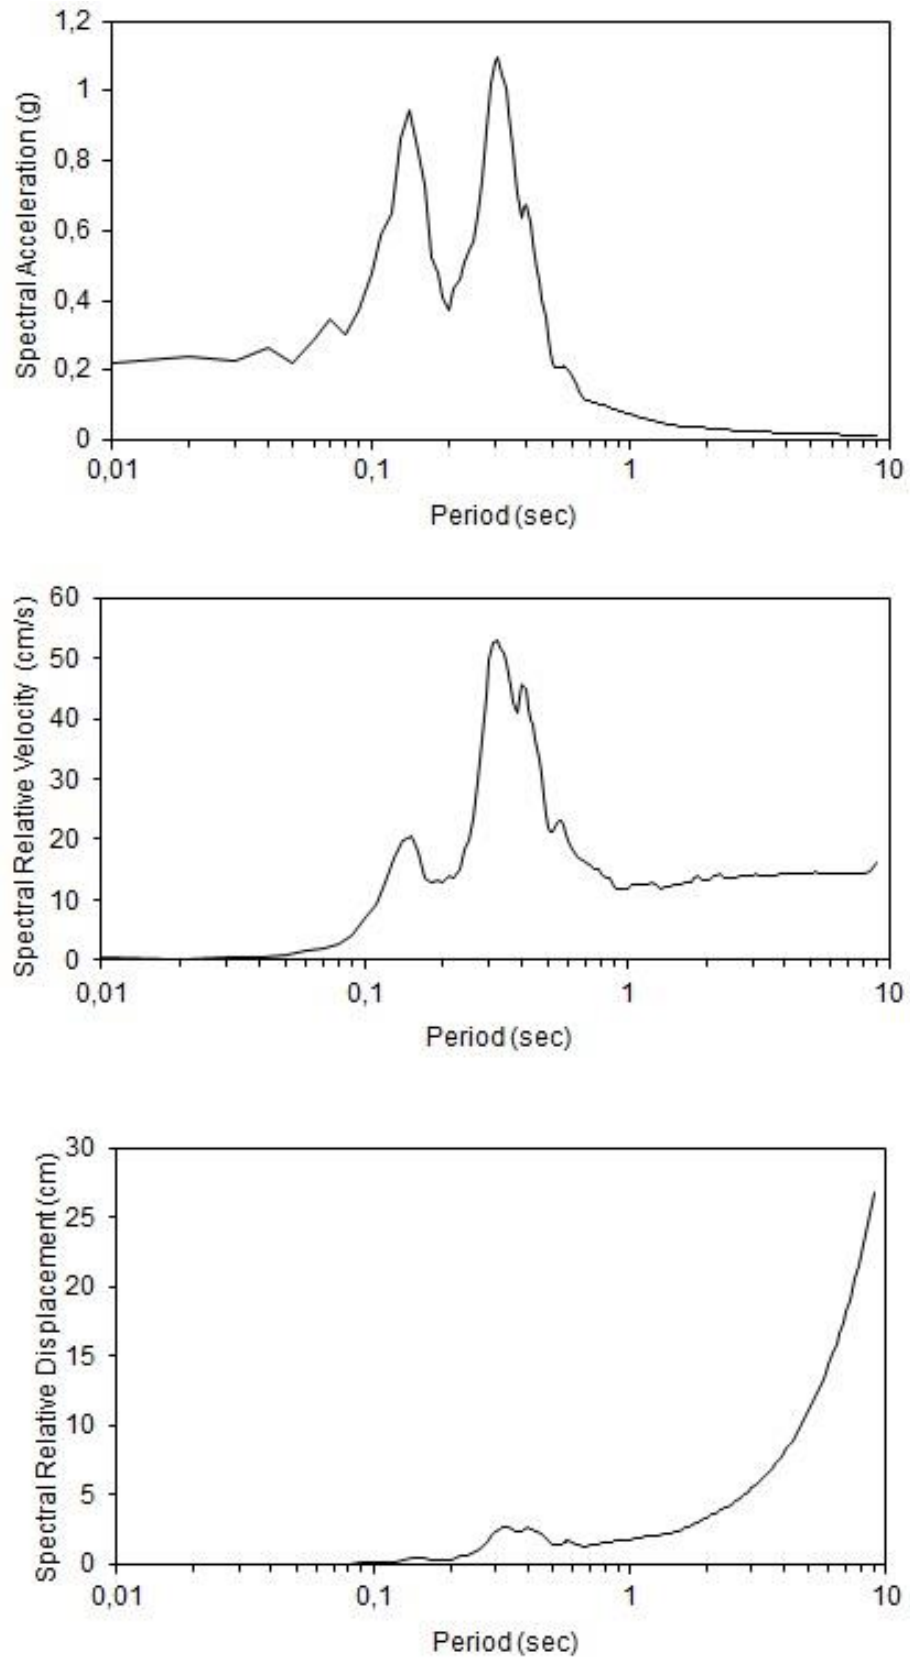 Spectral Acceleration (g)
1,2
1
0,8
0,6
0,4
0,2
0
0,01 0,1 1 10
Period (sec)
Spectral Relative Velocity (cm/s)
60
50
40
30
20
10
0
0,01 0,1 1 10
Period (sec)
Spectral Relative Displacement (cm)
30
25
20
15
10
5
0
0,01 0,1 1 10
Period (sec)